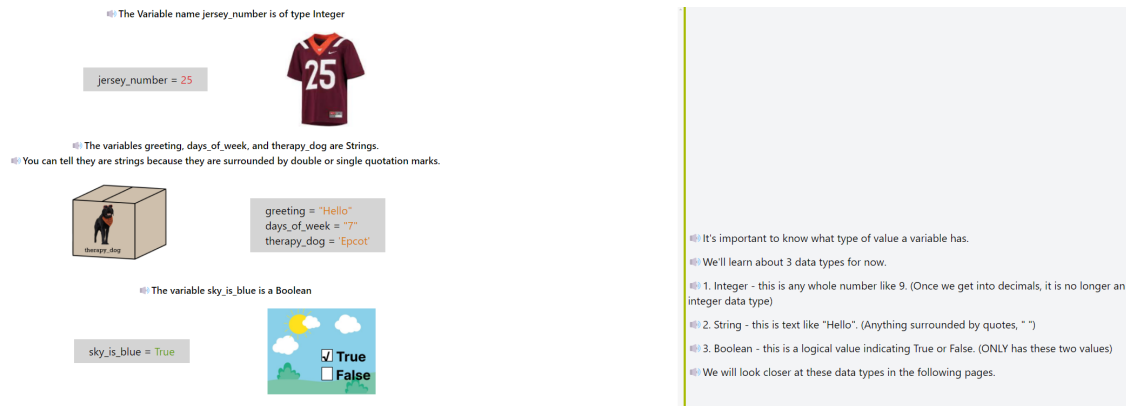 The Variable name jersey_number is of type Integer
jersey_number = 25
25
The variables greeting, days_of_week, and therapy_dog are Strings.
You can tell they are strings because they are surrounded by double or single quotation marks.
therapy_dog
greeting = "Hello"
days_of_week = "7"
therapy_dog = 'Epcot'
The variable sky_is_blue is a Boolean
sky_is_blue = True
True
False
It's important to know what type of value a variable has.
We'll learn about 3 data types for now.
1. Integer - this is any whole number like 9. (Once we get into decimals, it is no longer an
integer data type)
2. String - this is text like "Hello". (Anything surrounded by quotes, " ")
3. Boolean - this is a logical value indicating True or False. (ONLY has these two values)
We will look closer at these data types in the following pages.